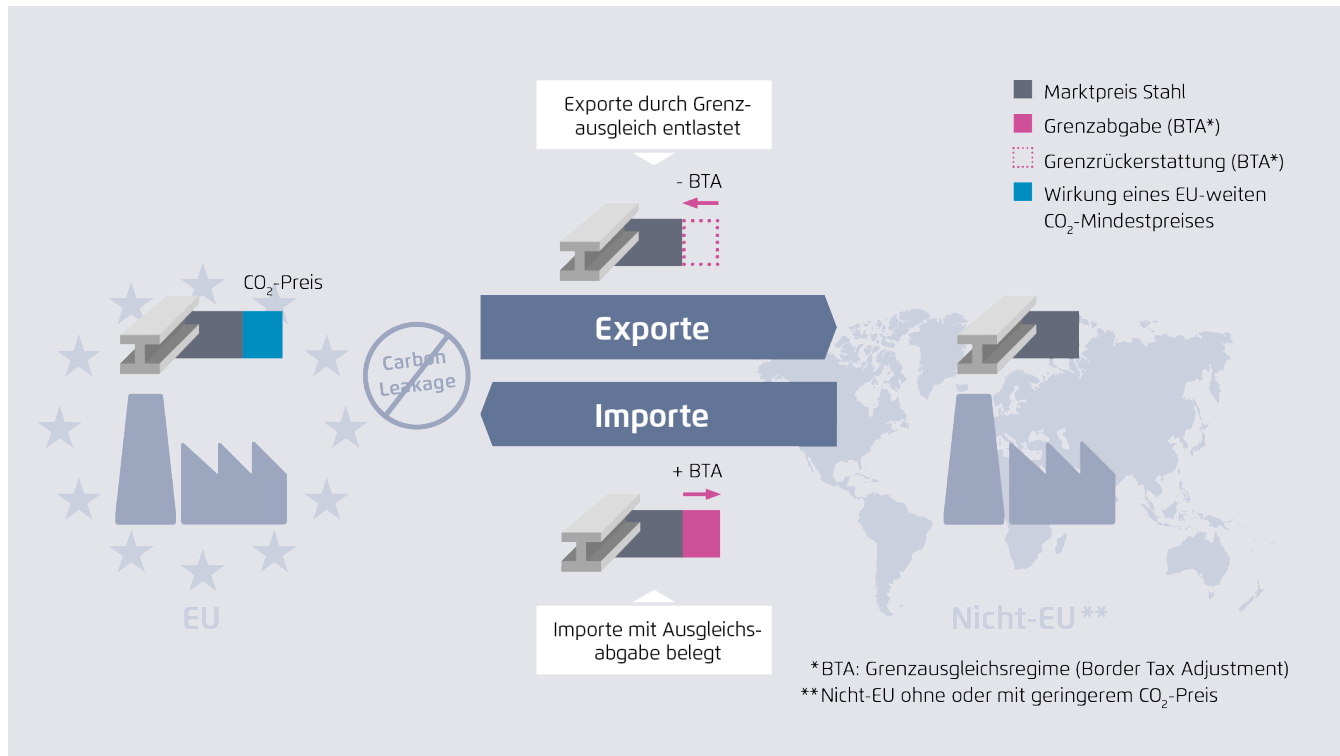 Exporte durch Grenz-
ausgleich entlastet
- BTA
Marktpreis Stahl
Grenzabgabe (BTA*)
Grenzrückerstattung (BTA*)
Wirkung eines EU-weiten
CO₂-Mindestpreises
CO₂-Preis
Carbon
Leakage
Exporte
Importe
+ BTA
EU
Nicht-EU**
Importe mit Ausgleichs-
abgabe belegt
*BTA: Grenzausgleichsregime (Border Tax Adjustment)
**Nicht-EU ohne oder mit geringerem CO₂-Preis